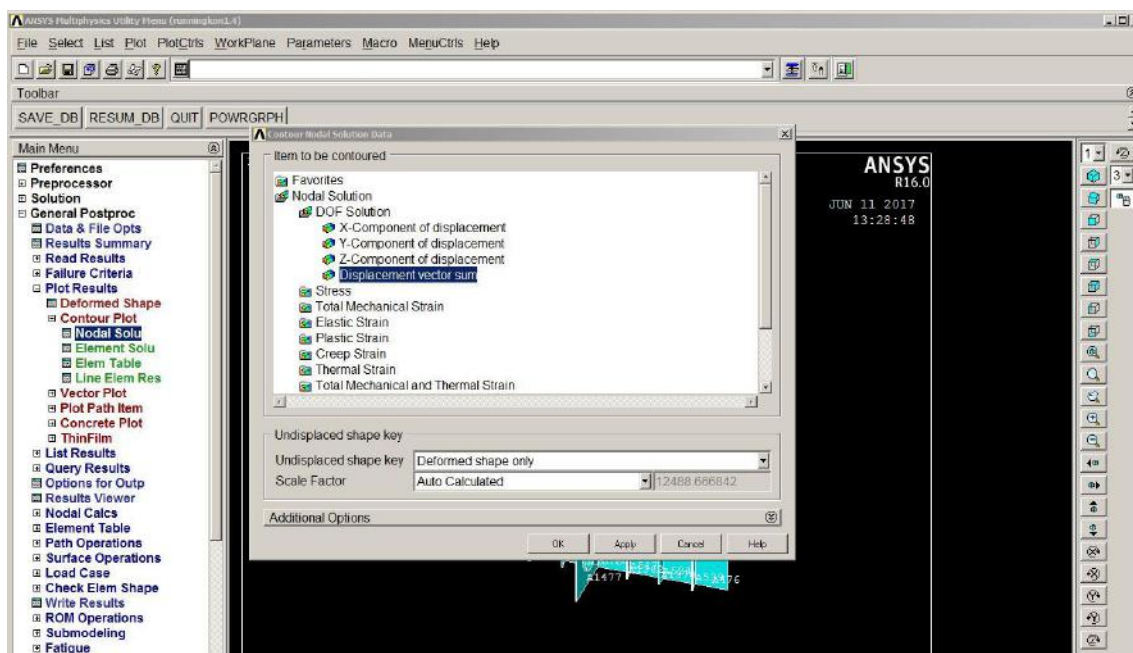 ANSYS Multiphysics Utility Menu (runningkon1.4)
File Select List Plot PlotCtrls WorkPlane Parameters Macro MenuCtrls Help
Toolbar
SAVE_DB RESUM_DB QUIT POWRGRPH
Main Menu
Preferences
Preprocessor
Solution
General Postproc
Data & File Opts
Results Summary
Read Results
Failure Criteria
Plot Results
Deformed Shape
Contour Plot
Nodal Solu
Element Solu
Elem Table
Line Elem Res
Vector Plot
Plot Path Item
Concrete Plot
ThinFilm
List Results
Query Results
Options for Outp
Results Viewer
Nodal Calcs
Element Table
Path Operations
Surface Operations
Load Case
Check Elem Shape
Write Results
ROM Operations
Submodeling
Fatigue
Contour Nodal Solution Data
Item to be contoured
Favorites
Nodal Solution
DOF Solution
X-Component of displacement
Y-Component of displacement
Z-Component of displacement
Displacement vector sum
Stress
Total Mechanical Strain
Elastic Strain
Plastic Strain
Creep Strain
Thermal Strain
Total Mechanical and Thermal Strain
Undisplaced shape key
Undisplaced shape key Deformed shape only
Scale Factor Auto Calculated 12488.666842
Additional Options
OK Apply Cancel Help
ANSYS
R16.0
JUN 11 2017
13:28:48
A1477
1
3